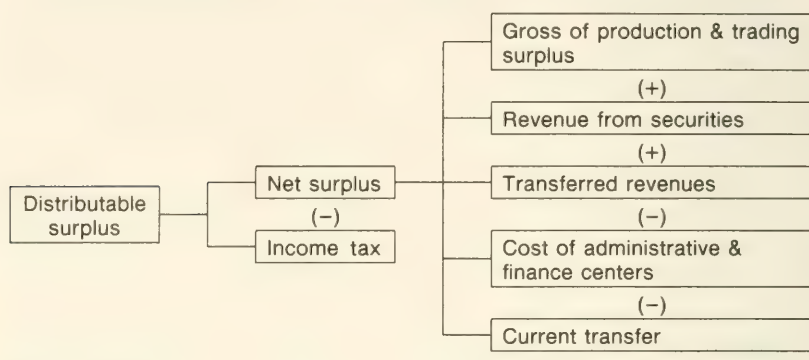 Gross of production & trading
surplus
(+)
Revenue from securities
(+)
Distributable
surplus
Net surplus
(−)
Income tax
Transferred revenues
(−)
Cost of administrative &
finance centers
(−)
Current transfer